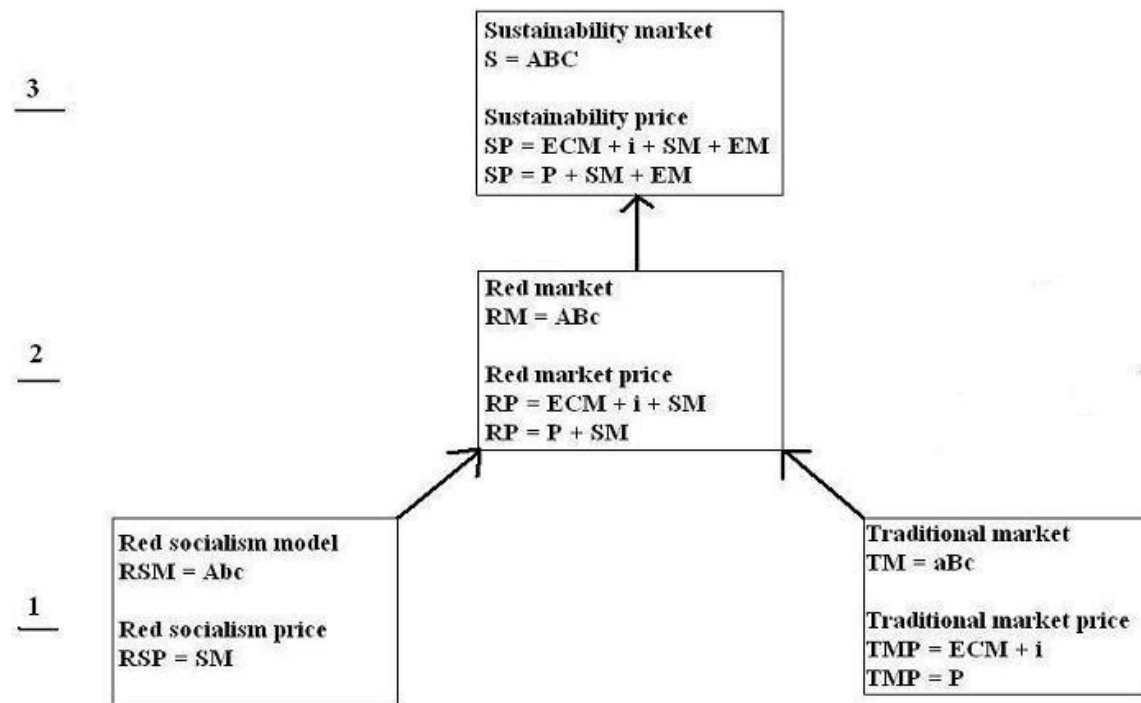 3
Sustainability market
S = ABC
Sustainability price
SP = ECM + i + SM + EM
SP = P + SM + EM
2
Red market
RM = ABc
Red market price
RP = ECM + i + SM
RP = P + SM
1
Red socialism model
RSM = Abc
Red socialism price
RSP = SM
Traditional market
TM = aBc
Traditional market price
TMP = ECM + i
TMP = P